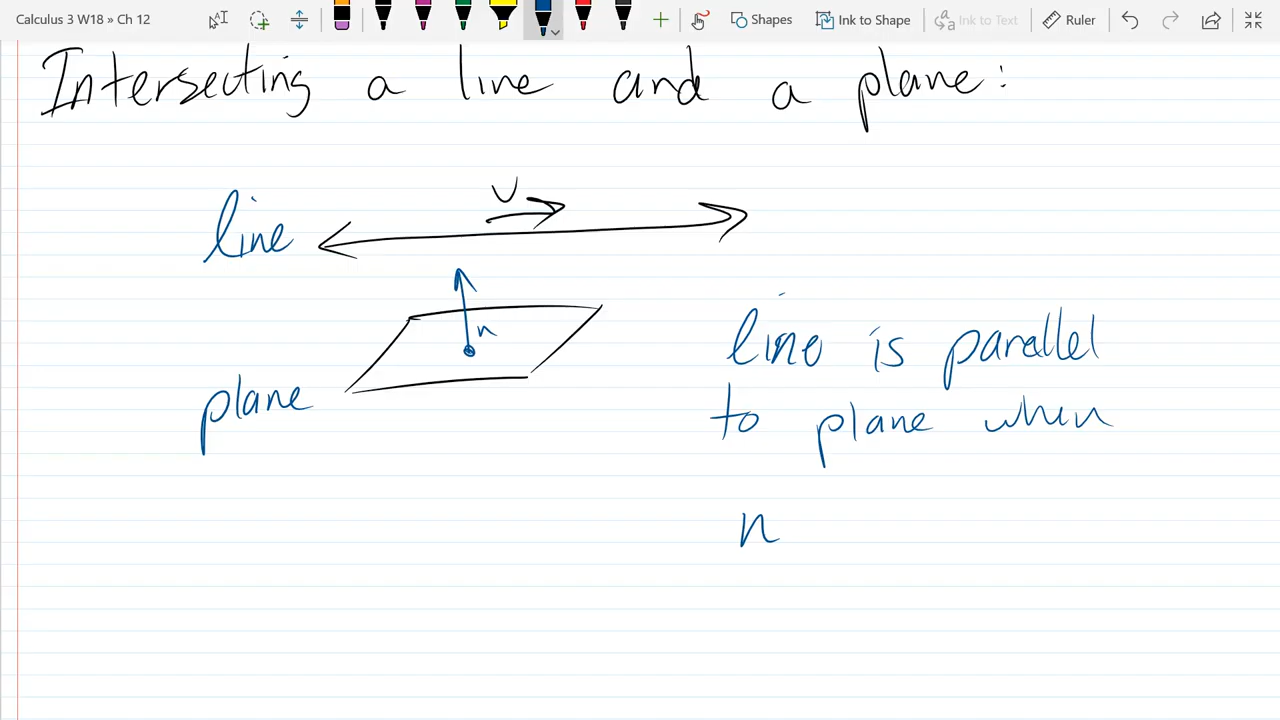 Calculus 3 W18 » Ch 12
Shapes
Ink to Shape
Ink to Text
Ruler
Intersecting a line and a plane:
v
line
n
plane
line is parallel
to plane when
n